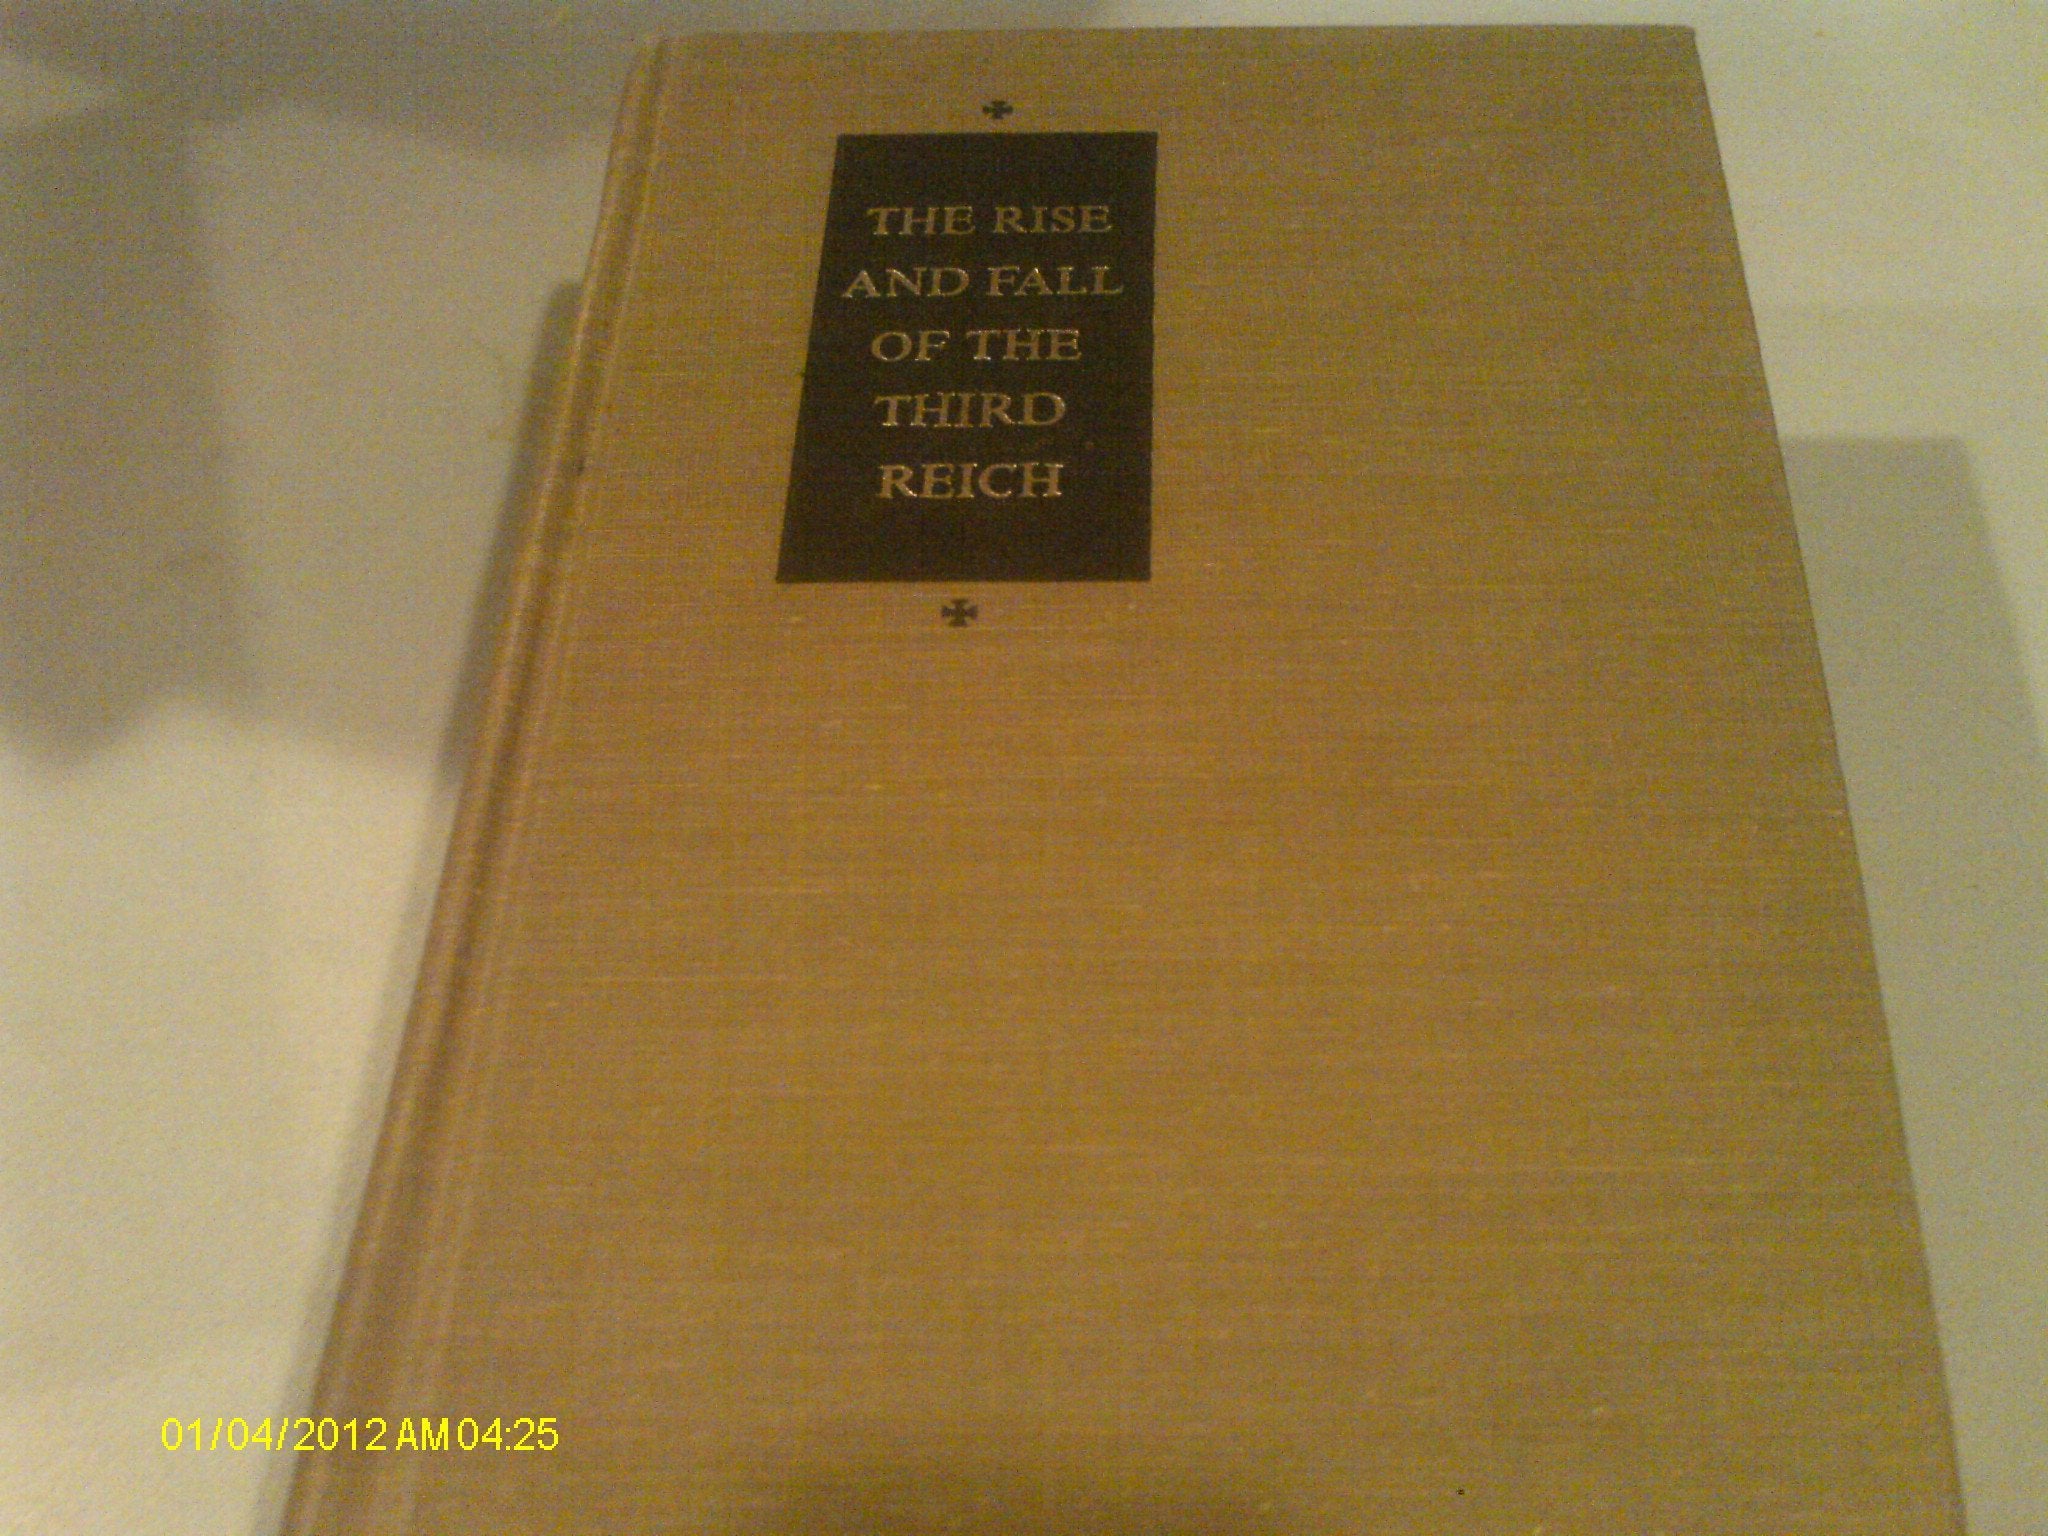 THE RISE
AND FALL
OF THE
THIRD
REICH
01/04/2012 AM 04:25